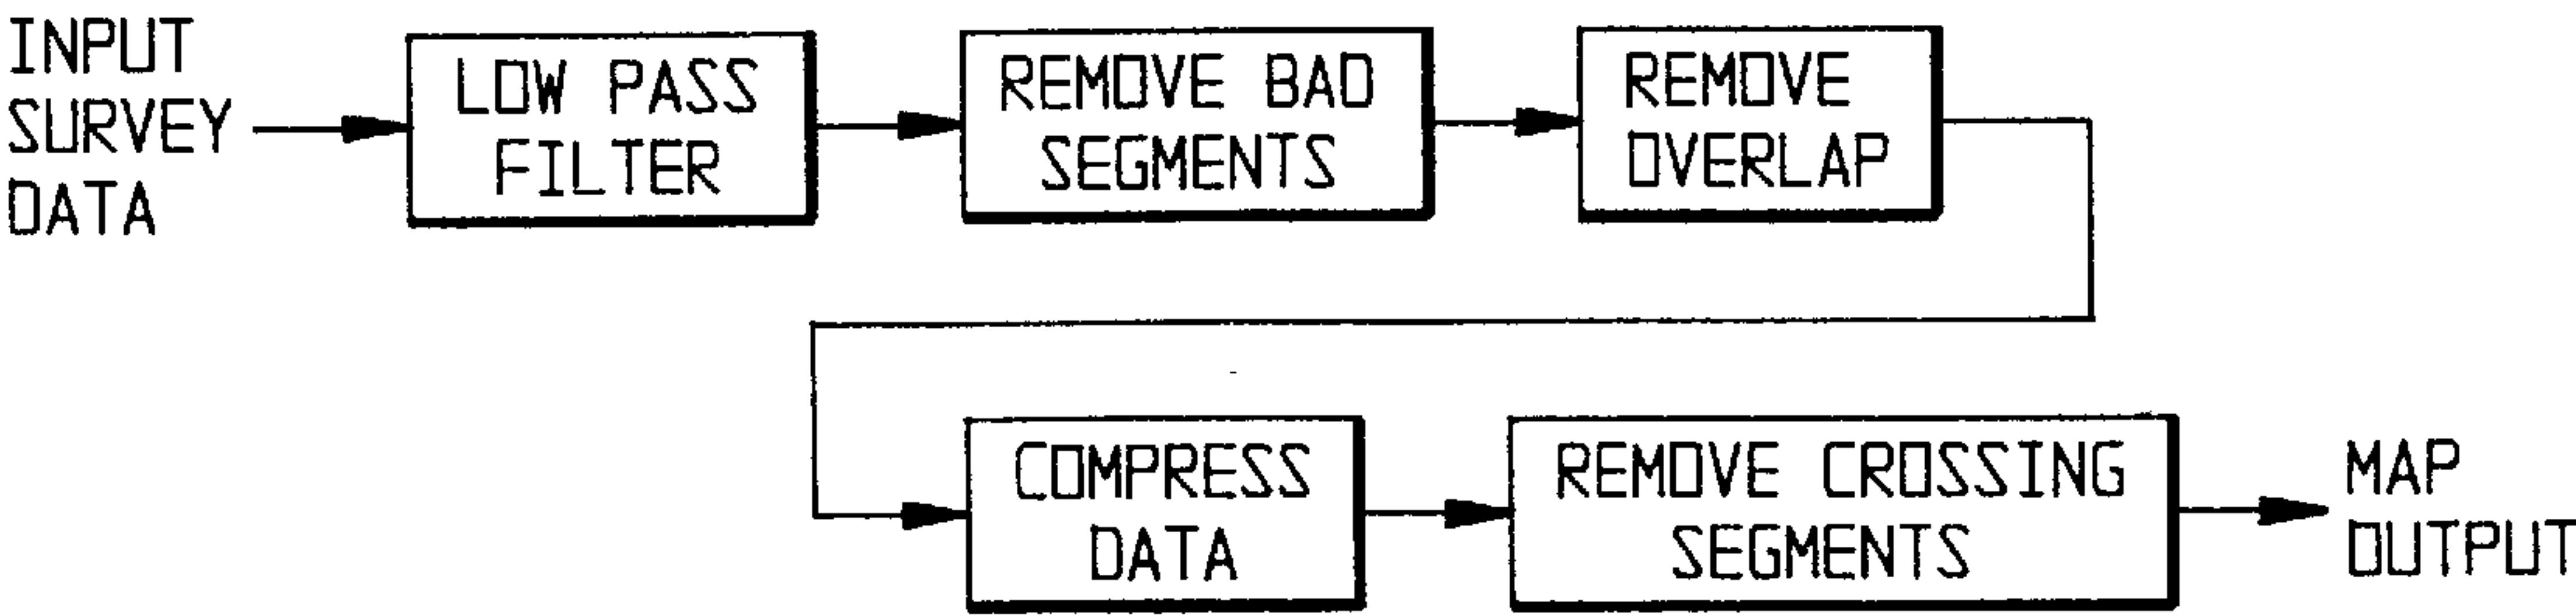 INPUT
SURVEY
DATA
LOW PASS
FILTER
REMOVE BAD
SEGMENTS
REMOVE
OVERLAP
COMPRESS
DATA
REMOVE CROSSING
SEGMENTS
MAP
OUTPUT